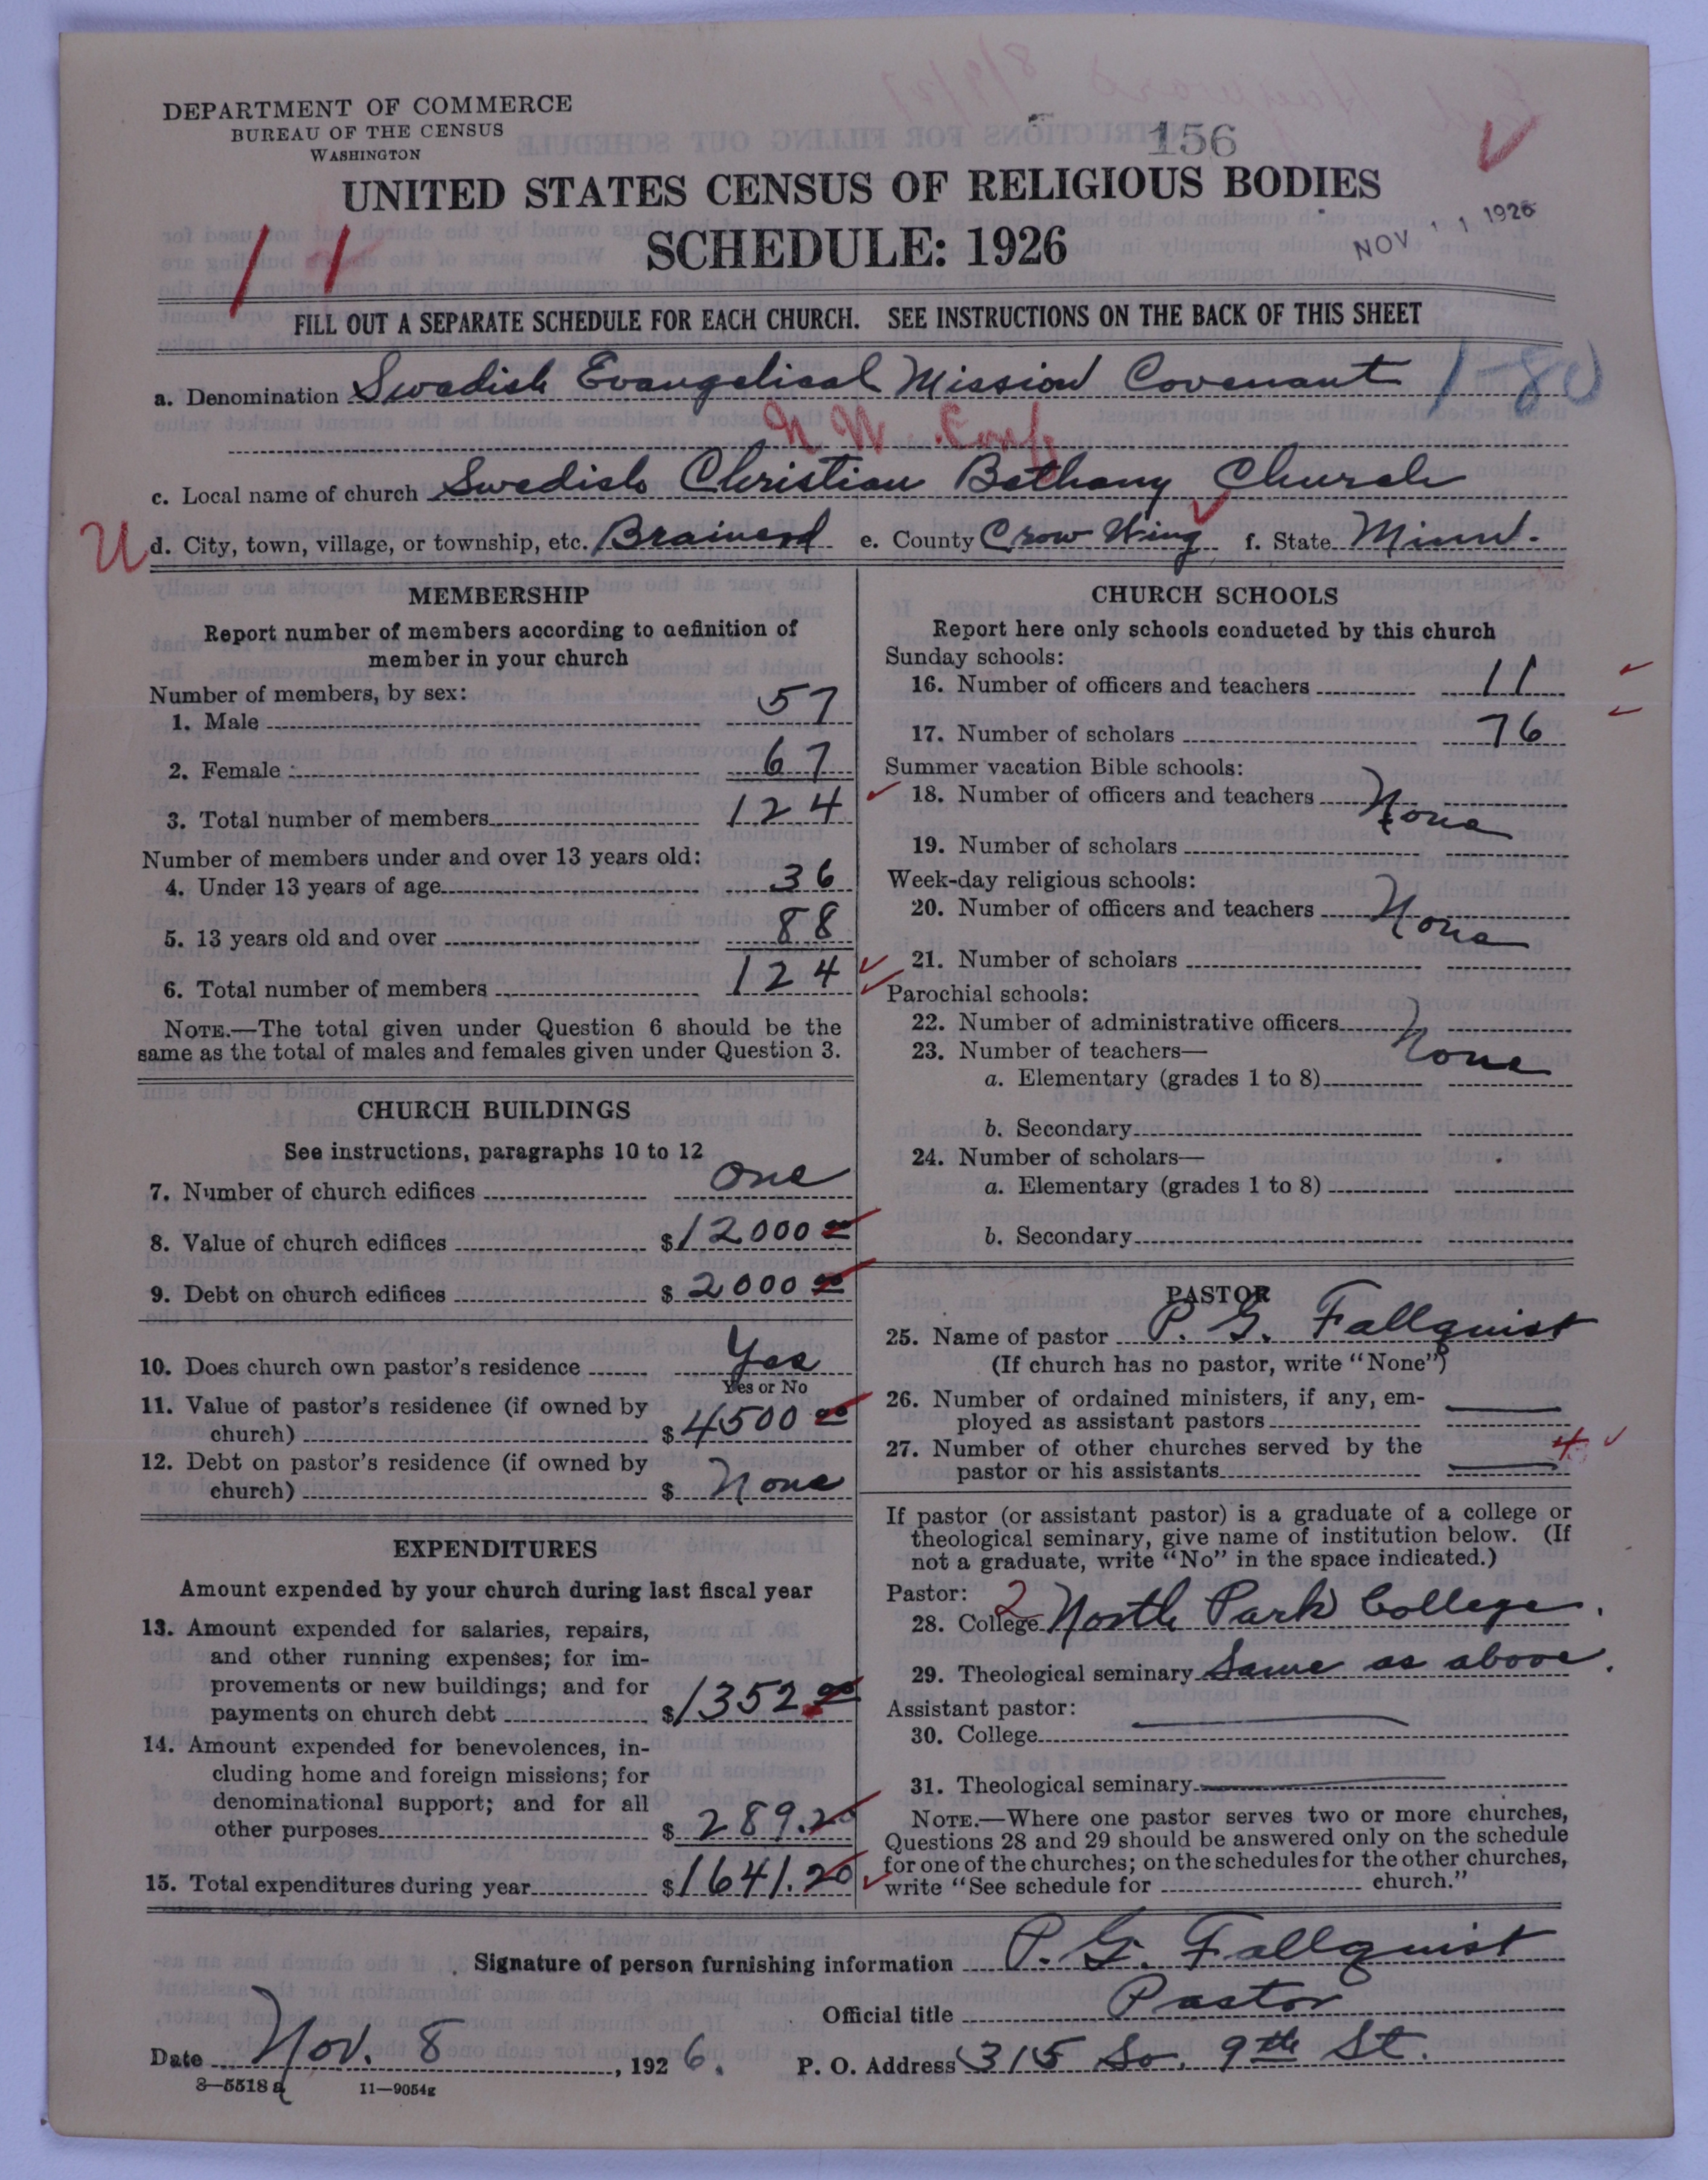 DEPARTMENT OF COMMERCE
BUREAU OF THE CENSUS
WASHINGTON
156
UNITED STATES CENSUS OF RELIGIOUS BODIES
SCHEDULE: 1926
NOV 11 1926
11
FILL OUT A SEPARATE SCHEDULE FOR EACH CHURCH. SEE INSTRUCTIONS ON THE BACK OF THIS SHEET
a. Denomination Swedish Evangelical Mission Covenant 1-80
N W. Conf
c. Local name of church Swedish Christian Bethany Church
U d. City, town, village, or township, etc. Brainerd e. County Crow Wing f. State Minn.
MEMBERSHIP
Report number of members according to definition of
member in your church
Number of members, by sex:
1. Male 57
2. Female 67
3. Total number of members 124
Number of members under and over 13 years old:
4. Under 13 years of age 36
5. 13 years old and over 88
6. Total number of members 124
NOTE.—The total given under Question 6 should be the
same as the total of males and females given under Question 3.
CHURCH BUILDINGS
See instructions, paragraphs 10 to 12
7. Number of church edifices One
8. Value of church edifices $12000 00
9. Debt on church edifices $2000 00
10. Does church own pastor's residence Yes
Yes or No
11. Value of pastor's residence (if owned by
church) $4500 00
12. Debt on pastor's residence (if owned by
church) $ None
EXPENDITURES
Amount expended by your church during last fiscal year
13. Amount expended for salaries, repairs,
and other running expenses; for im-
provements or new buildings; and for
payments on church debt $1352.00
14. Amount expended for benevolences, in-
cluding home and foreign missions; for
denominational support; and for all
other purposes $289.20
15. Total expenditures during year $1641.20
CHURCH SCHOOLS
Report here only schools conducted by this church
Sunday schools:
16. Number of officers and teachers 11
17. Number of scholars 76
Summer vacation Bible schools:
18. Number of officers and teachers None
19. Number of scholars
Week-day religious schools:
20. Number of officers and teachers None
21. Number of scholars
Parochial schools:
22. Number of administrative officers None
23. Number of teachers—
a. Elementary (grades 1 to 8)
b. Secondary
24. Number of scholars—
a. Elementary (grades 1 to 8)
b. Secondary
PASTOR
25. Name of pastor P. G. Fallquist
(If church has no pastor, write "None")
26. Number of ordained ministers, if any, em-
ployed as assistant pastors
27. Number of other churches served by the
pastor or his assistants
If pastor (or assistant pastor) is a graduate of a college or
theological seminary, give name of institution below. (If
not a graduate, write "No" in the space indicated.)
Pastor: 2
28. College North Park College.
29. Theological seminary Same as above.
Assistant pastor:
30. College
31. Theological seminary
NOTE.—Where one pastor serves two or more churches,
Questions 28 and 29 should be answered only on the schedule
for one of the churches; on the schedules for the other churches,
write "See schedule for church."
Signature of person furnishing information P. G. Fallquist
Official title Pastor
Date Nov. 8, 1926. P. O. Address 315 So. 9th St.
8—5518 a 11—9054g